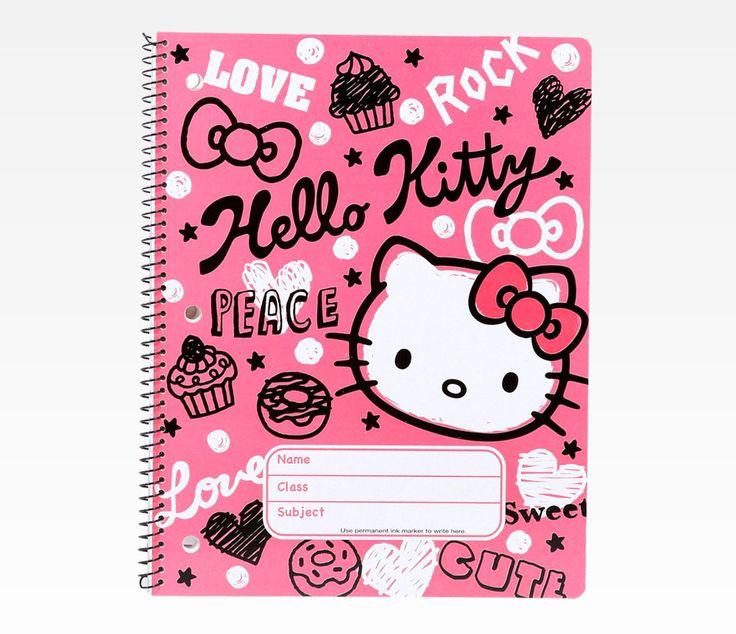 LOVE
ROCK
Hello Kitty
PEACE
Name
Class
Subject
Use permanent ink marker to write here.
Love
Sweet
CUTE